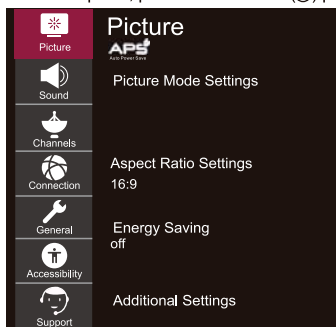 Picture
Picture
APS
Auto Power Save
Sound
Picture Mode Settings
Channels
Connection
Aspect Ratio Settings
16:9
General
Energy Saving
off
Accessibility
Support
Additional Settings